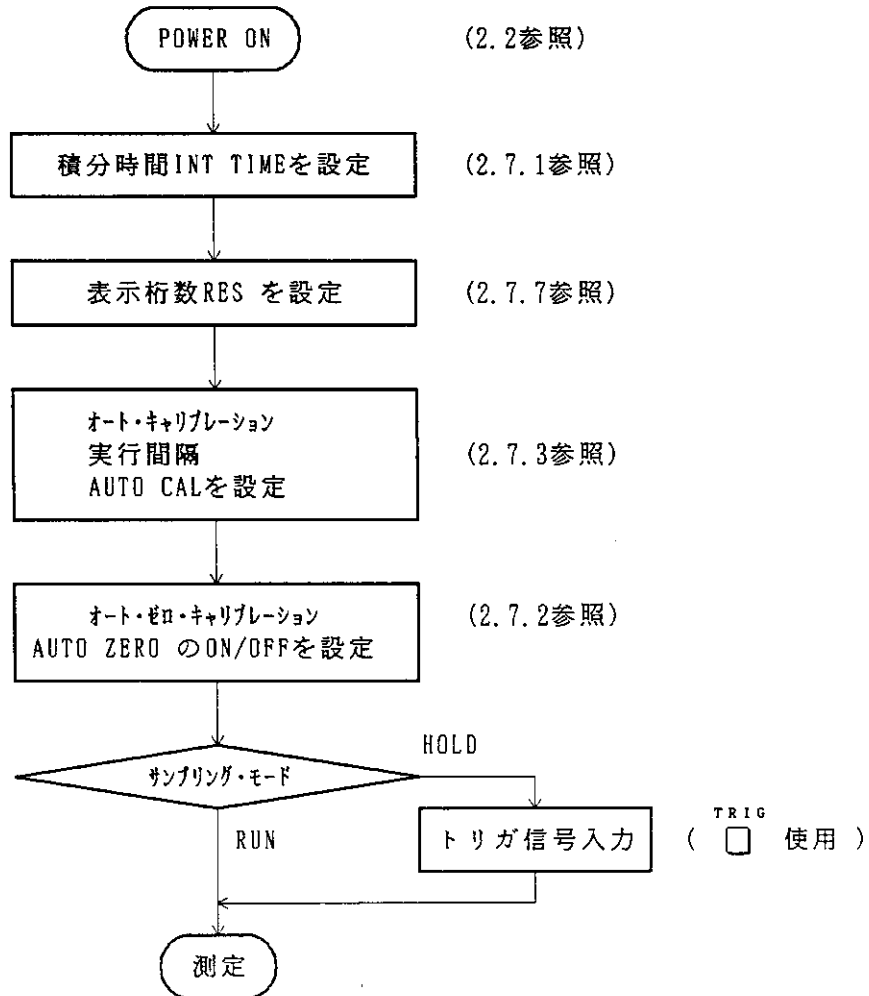 POWER ON
(2.2参照)
積分時間INT TIMEを設定
(2.7.1参照)
表示桁数RES を設定
(2.7.7参照)
オート・キャリブレーション
実行間隔
AUTO CALを設定
(2.7.3参照)
オート・ゼロ・キャリブレーション
AUTO ZERO のON/OFFを設定
(2.7.2参照)
サンプリング・モード
HOLD
RUN
トリガ信号入力
TRIG
( 使用 )
測定